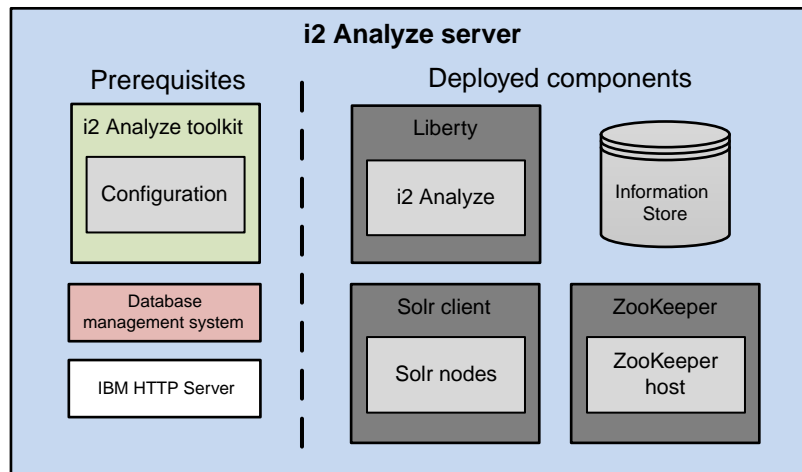 i2 Analyze server
Prerequisites
Deployed components
i2 Analyze toolkit
Configuration
Database
management system
IBM HTTP Server
Liberty
i2 Analyze
Information
Store
Solr client
Solr nodes
ZooKeeper
ZooKeeper
host